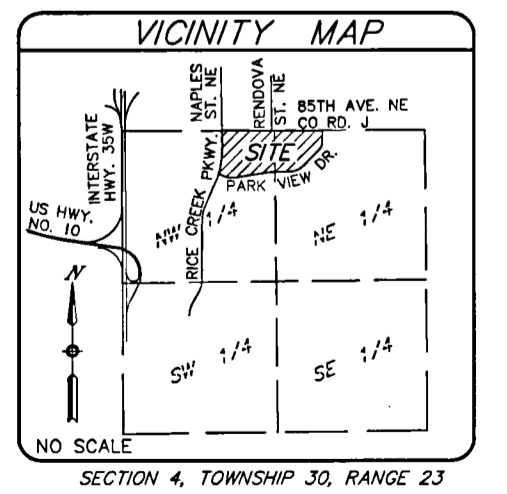 VICINITY MAP
NAPLES
ST. NE
RENDOVA
ST. NE
85TH AVE. NE
CO RD. J
INTERSTATE
HWY. 35W
SITE
PARK VIEW DR.
RICE CREEK PKWY.
US HWY.
NO. 10
NW 1/4
NE 1/4
N
SW 1/4
SE 1/4
NO SCALE
SECTION 4, TOWNSHIP 30, RANGE 23